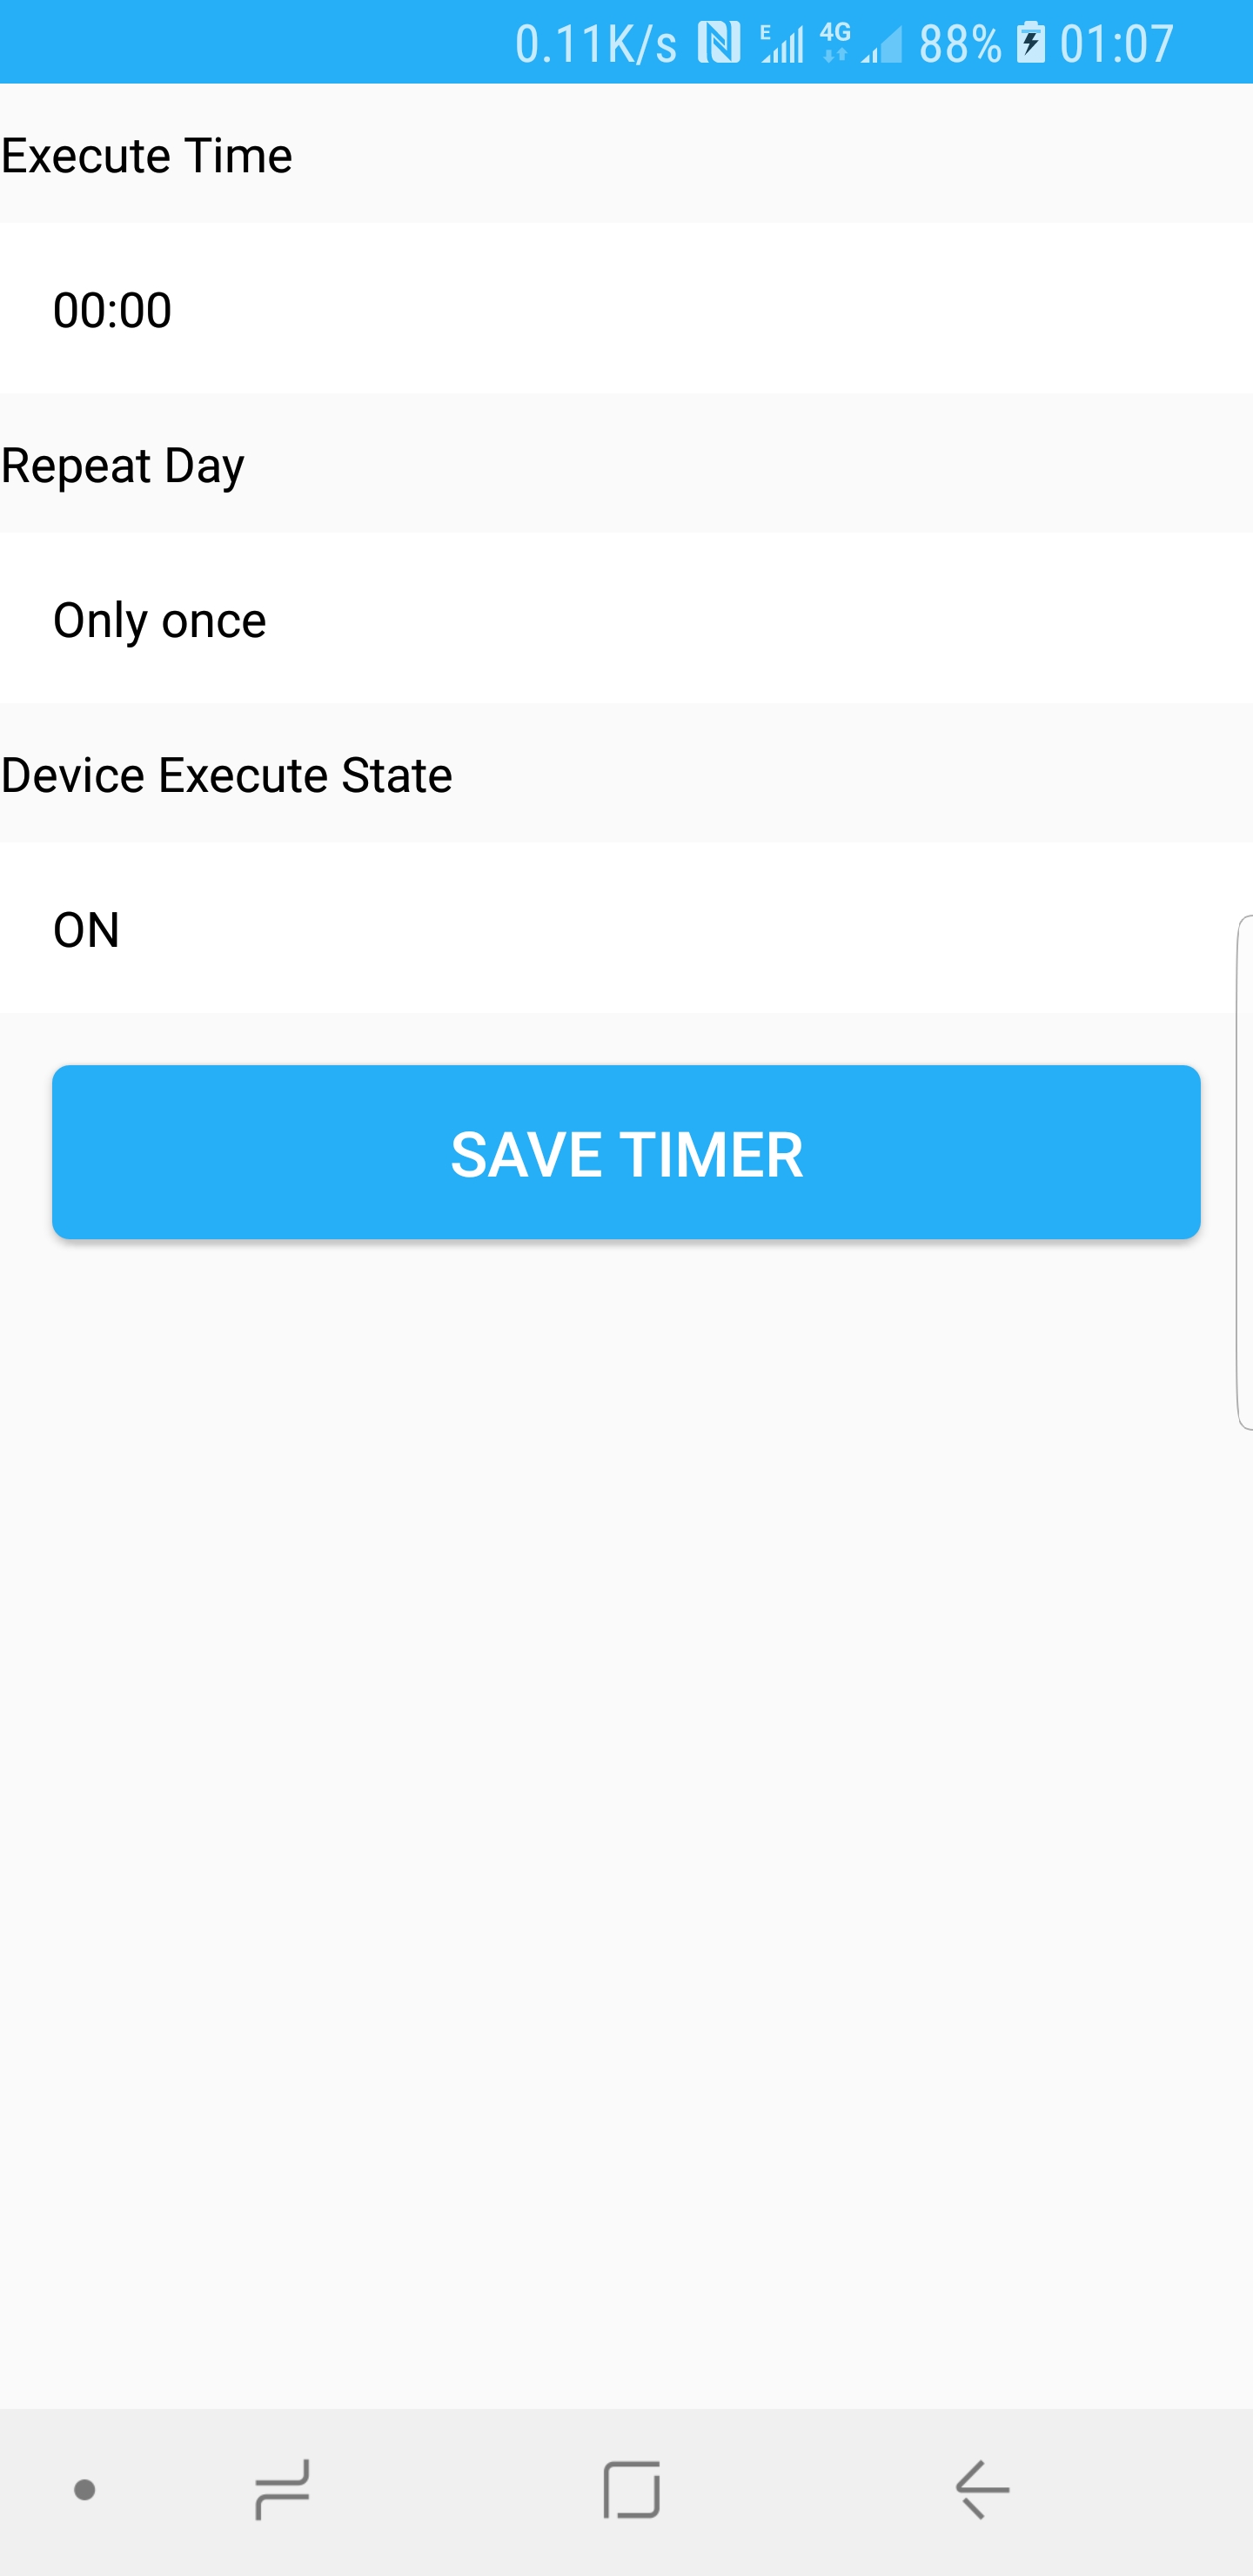 0.11K/s E 4G 88% 01:07
Execute Time
00:00
Repeat Day
Only once
Device Execute State
ON
SAVE TIMER